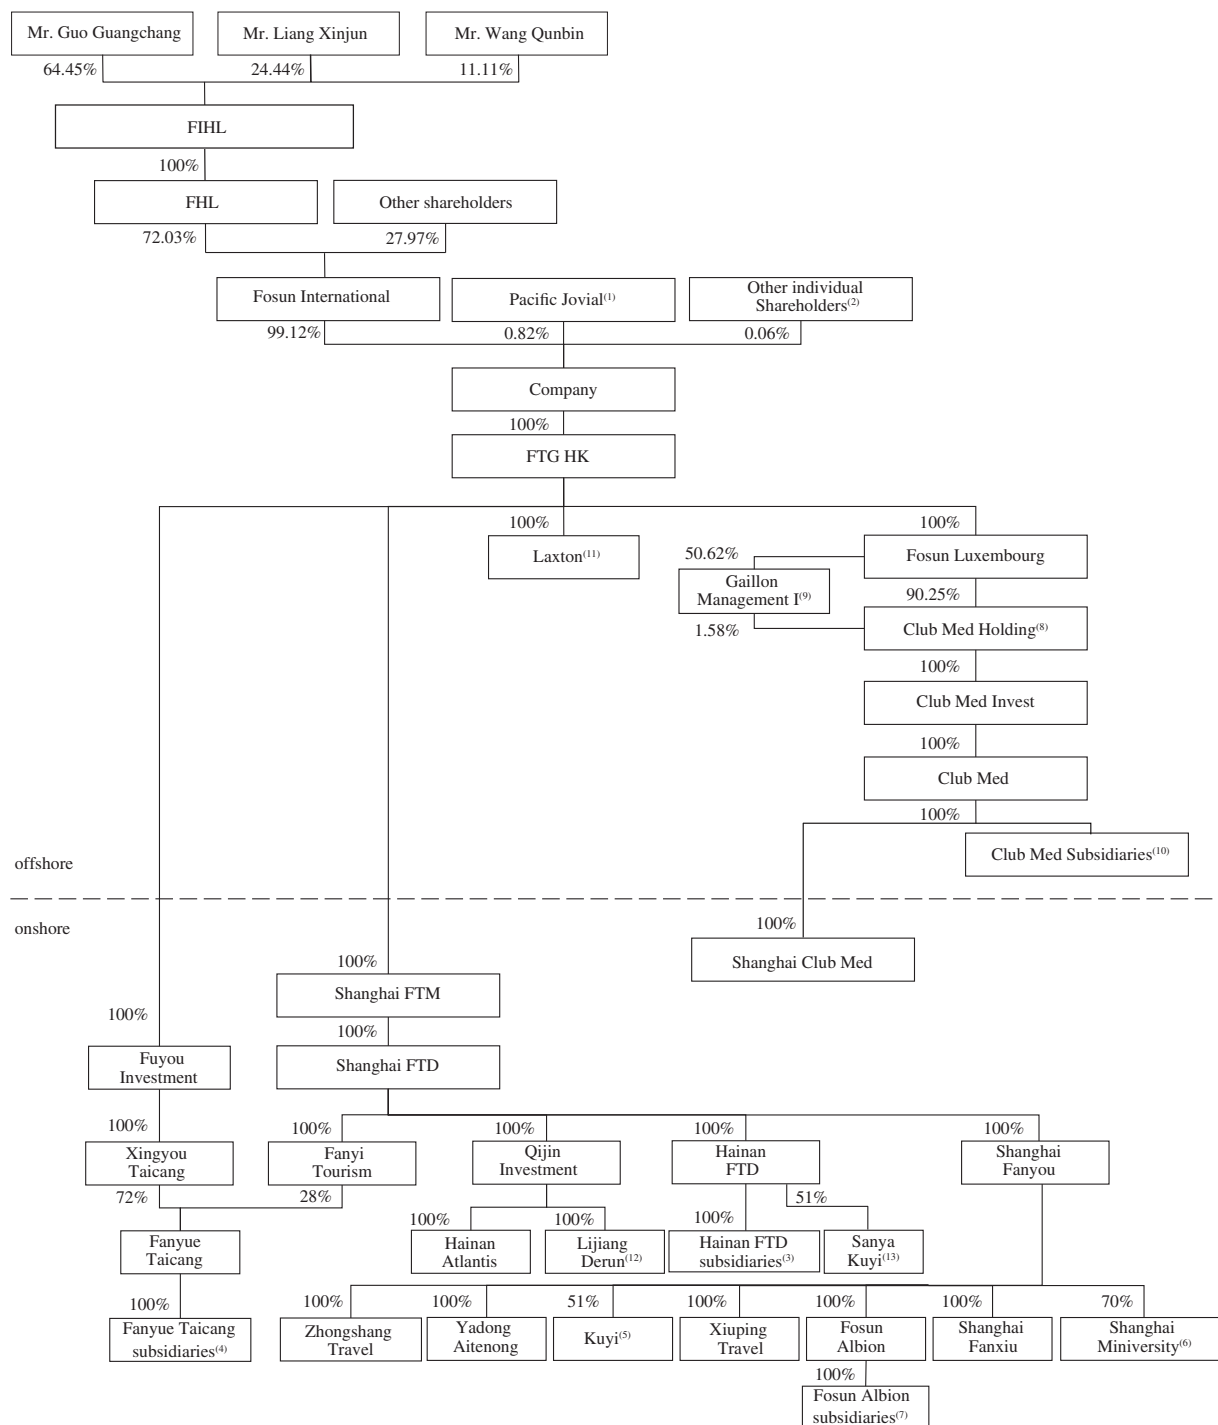 Mr. Guo Guangchang
Mr. Liang Xinjun
Mr. Wang Qunbin
64.45%
24.44%
11.11%
FIHL
100%
FHL
Other shareholders
72.03%
27.97%
Fosun International
Pacific Jovial(1)
Other individual
Shareholders(2)
99.12%
0.82%
0.06%
Company
100%
FTG HK
100%
100%
Laxton(11)
50.62%
Fosun Luxembourg
Gaillon
Management I(9)
90.25%
1.58%
Club Med Holding(8)
100%
Club Med Invest
100%
Club Med
100%
offshore
Club Med Subsidiaries(10)
onshore
100%
Shanghai Club Med
100%
Shanghai FTM
100%
100%
Fuyou
Investment
Shanghai FTD
100%
100%
100%
100%
100%
Xingyou
Taicang
Fanyi
Tourism
Qijin
Investment
Hainan
FTD
Shanghai
Fanyou
72%
28%
51%
100%
100%
100%
Fanyue
Taicang
Hainan
Atlantis
Lijiang
Derun(12)
Hainan FTD
subsidiaries(3)
Sanya
Kuyi(13)
100%
100%
100%
51%
100%
100%
100%
70%
Fanyue Taicang
subsidiaries(4)
Zhongshang
Travel
Yadong
Aitenong
Kuyi(5)
Xiuping
Travel
Fosun
Albion
Shanghai
Fanxiu
Shanghai
Miniversity(6)
100%
Fosun Albion
subsidiaries(7)